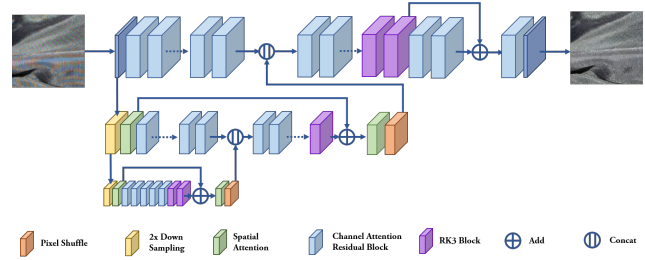 Pixel Shuffle
2x Down
Sampling
Spatial
Attention
Channel Attention
Residual Block
RK3 Block
Add
Concat